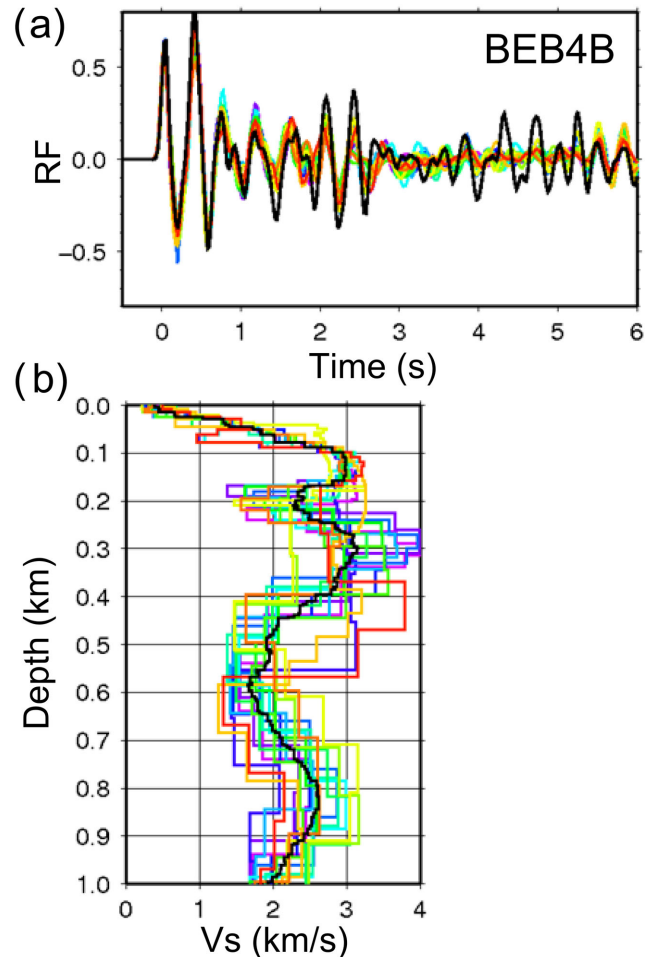 (a)
BEB4B
RF
0.5
0.0
−0.5
0 1 2 3 4 5 6
Time (s)
(b)
Depth (km)
0.0
0.1
0.2
0.3
0.4
0.5
0.6
0.7
0.8
0.9
1.0
0 1 2 3 4
Vs (km/s)